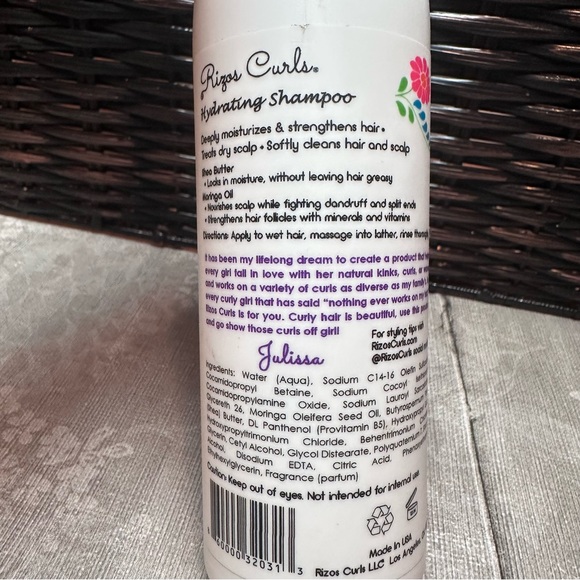 Rizos Curls®
Hydrating Shampoo
Deeply moisturizes & strengthens hair •
Treats dry scalp • Softly cleans hair and scalp
Shea Butter
• Locks in moisture, without leaving hair greasy
Moringa Oil
• Nourishes scalp while fighting dandruff and split ends
• Strengthens hair follicles with minerals and vitamins
Directions: Apply to wet hair, massage into lather, rinse
It has been my lifelong dream to create a product that
every girl fall in love with her natural kinks, curls, or
and works on a variety of curls as diverse as my
every curly girl that has said "nothing ever works on my
Rizos Curls is for you. Curly hair is beautiful, use this
and go show those curls off girl!
Julissa
For styling tips visit
RizosCurls.com
@RizosCurls social
Ingredients: Water (Aqua), Sodium C14-16 Olefin
Cocamidopropyl Betaine, Sodium Cocoyl
Cocamidopropylamine Oxide, Sodium Lauroyl
Glycereth 26, Moringa Oleifera Seed Oil,
(Shea) Butter, DL Panthenol (Provitamin B5),
Hydroxypropyltrimonium Chloride, Behentrimonium
Glycerin, Cetyl Alcohol, Glycol Distearate,
Alcohol, Disodium EDTA, Citric Acid,
Ethylhexylglycerin, Fragrance (parfum)
Caution: Keep out of eyes. Not intended for internal use
60000 32031 3
Made in USA
Rizos Curls LLC Los Angeles,